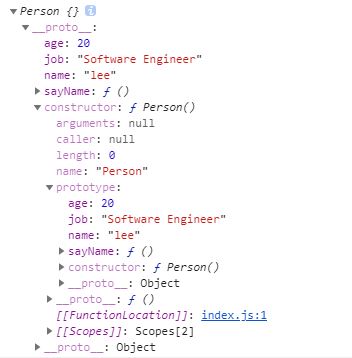 Person {} i
__proto__:
age: 20
job: "Software Engineer"
name: "lee"
sayName: ƒ ()
constructor: ƒ Person()
arguments: null
caller: null
length: 0
name: "Person"
prototype:
age: 20
job: "Software Engineer"
name: "lee"
sayName: ƒ ()
constructor: ƒ Person()
__proto__: Object
__proto__: ƒ ()
[[FunctionLocation]]: index.js:1
[[Scopes]]: Scopes[2]
__proto__: Object